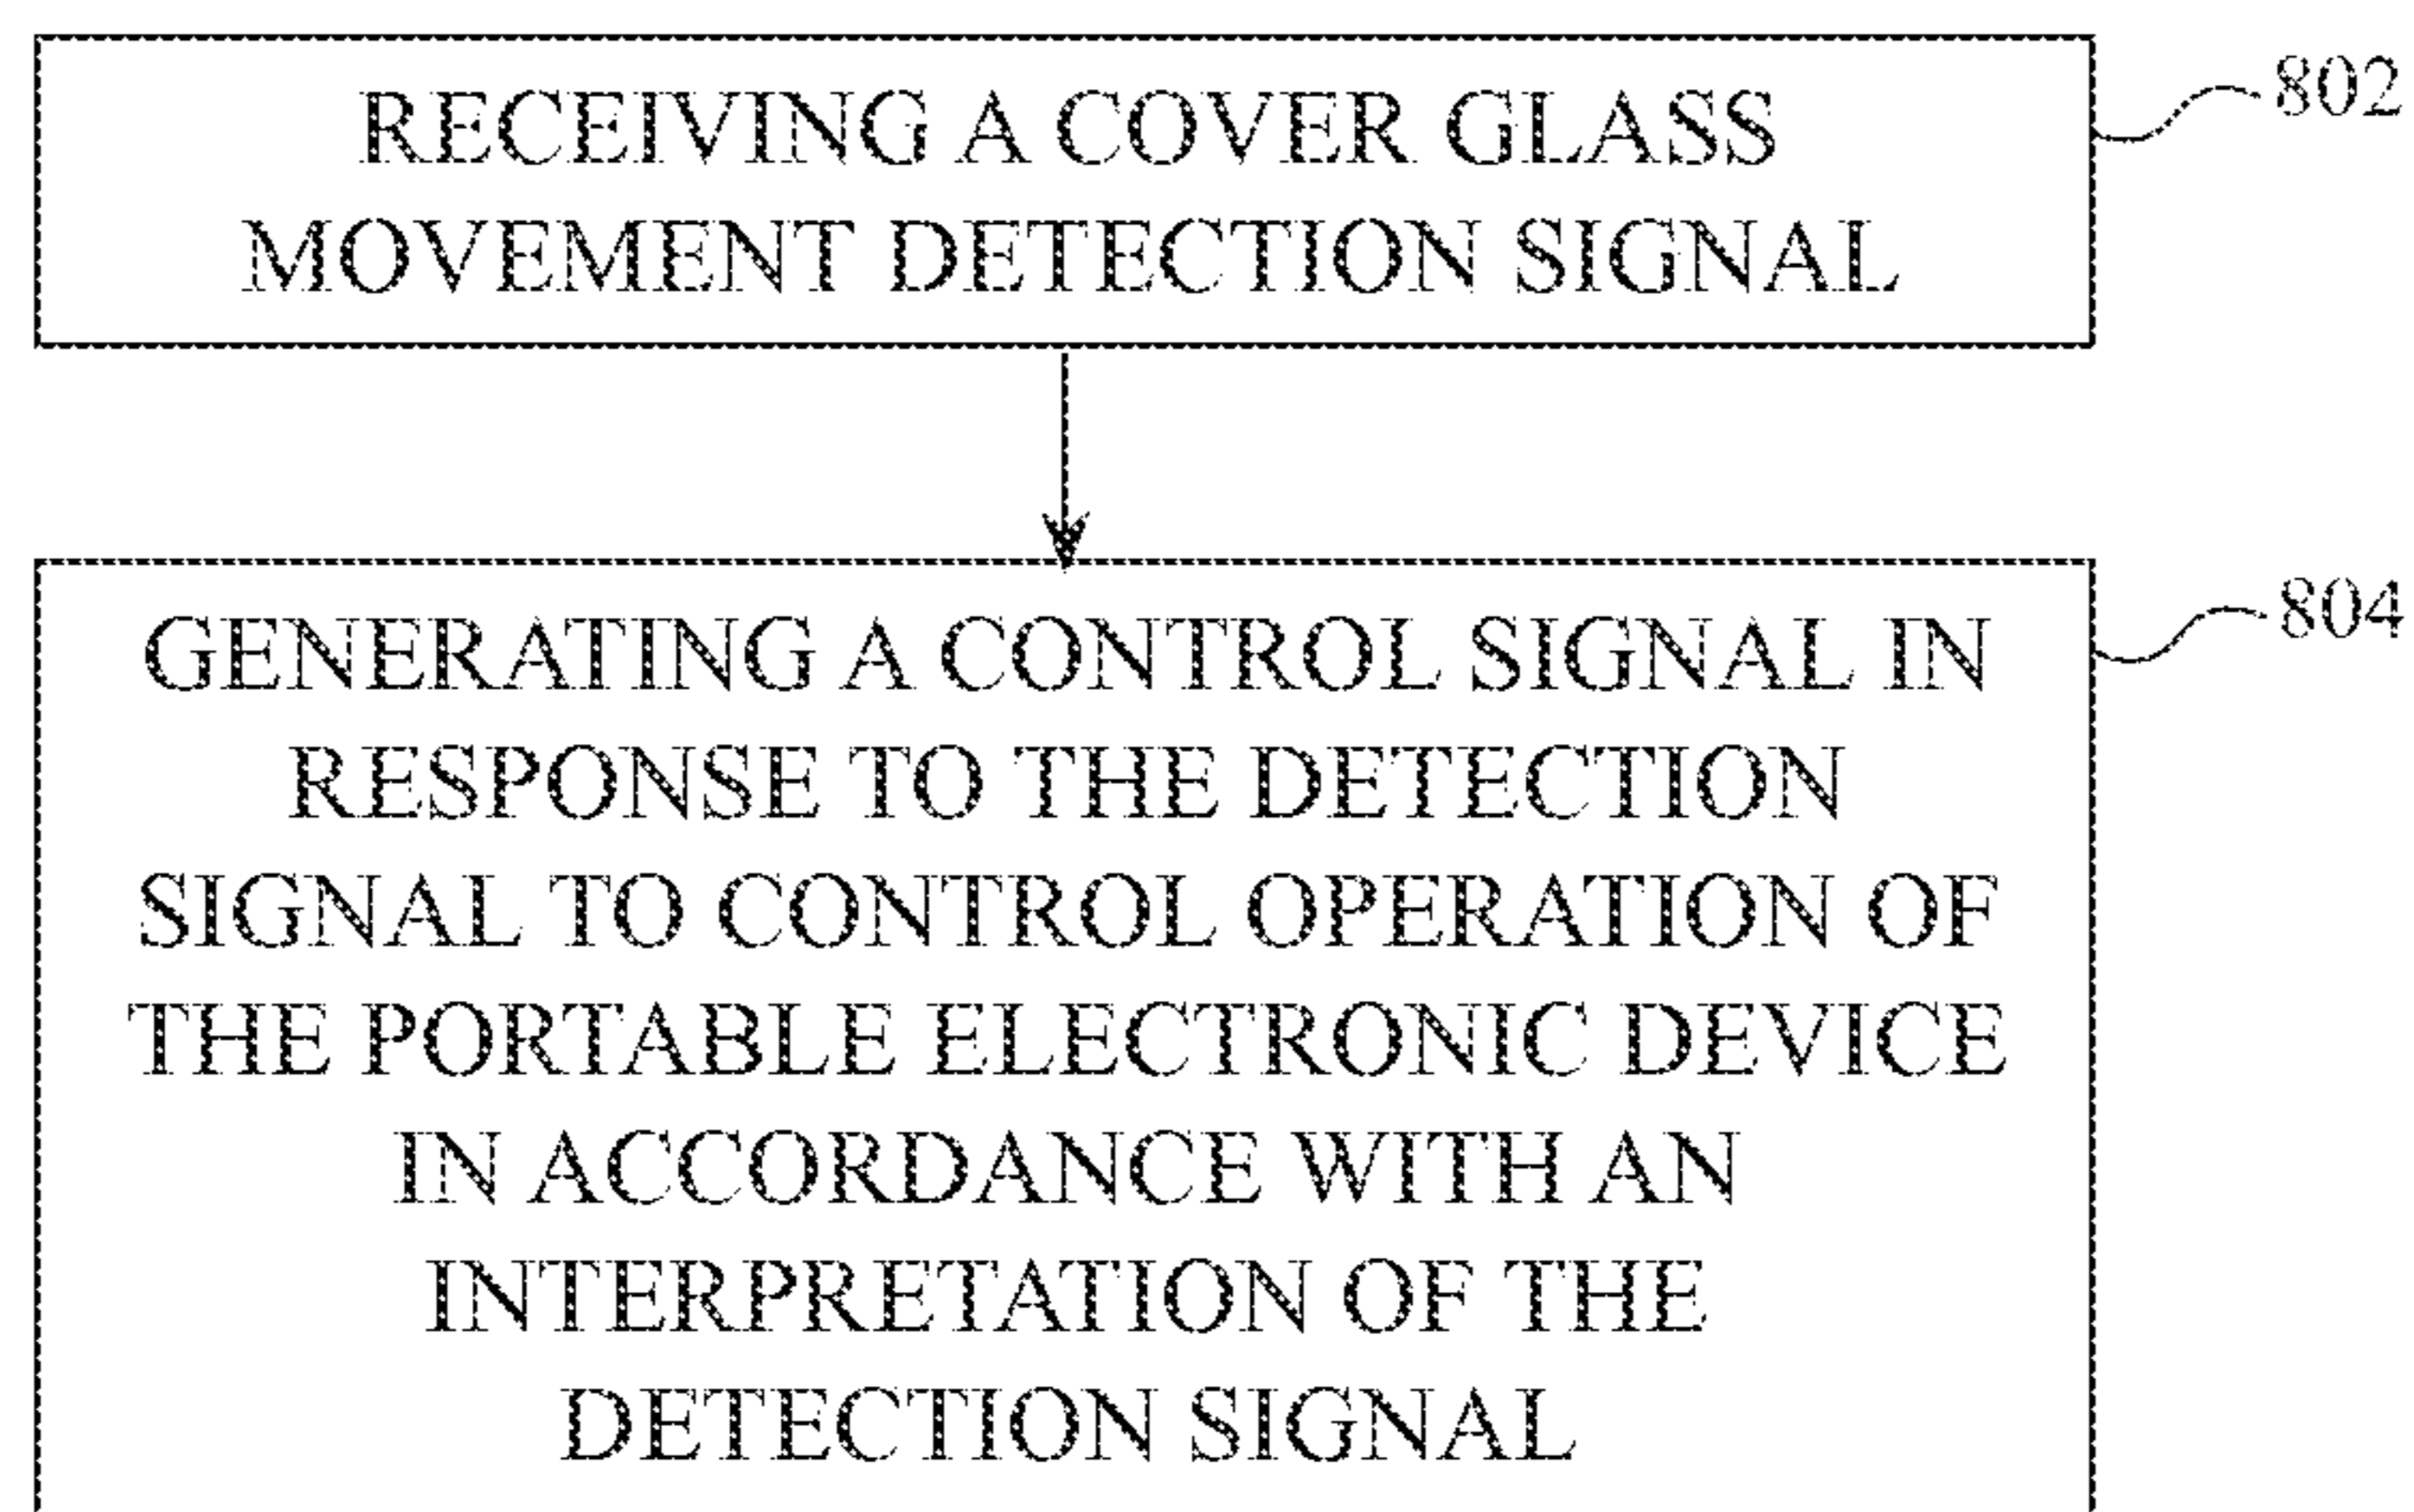 RECEIVING A COVER GLASS
MOVEMENT DETECTION SIGNAL
802
GENERATING A CONTROL SIGNAL IN
RESPONSE TO THE DETECTION
SIGNAL TO CONTROL OPERATION OF
THE PORTABLE ELECTRONIC DEVICE
IN ACCORDANCE WITH AN
INTERPRETATION OF THE
DETECTION SIGNAL
804